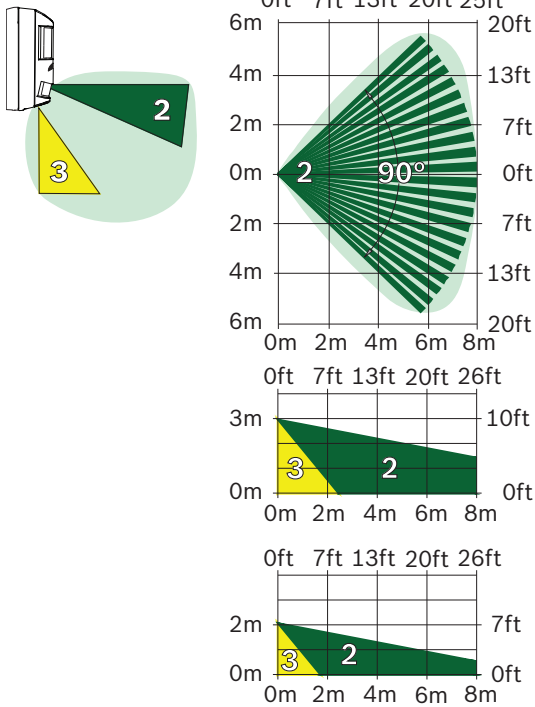 0ft 7ft 13ft 20ft 25ft
6m 20ft
4m 13ft
2m 7ft
0m 2 90° 0ft
2m 7ft
4m 13ft
6m 20ft
0m 2m 4m 6m 8m
2
3
0ft 7ft 13ft 20ft 26ft
3m 10ft
3 2
0m 0ft
0m 2m 4m 6m 8m
0ft 7ft 13ft 20ft 26ft
2m 7ft
3 2
0m 0ft
0m 2m 4m 6m 8m